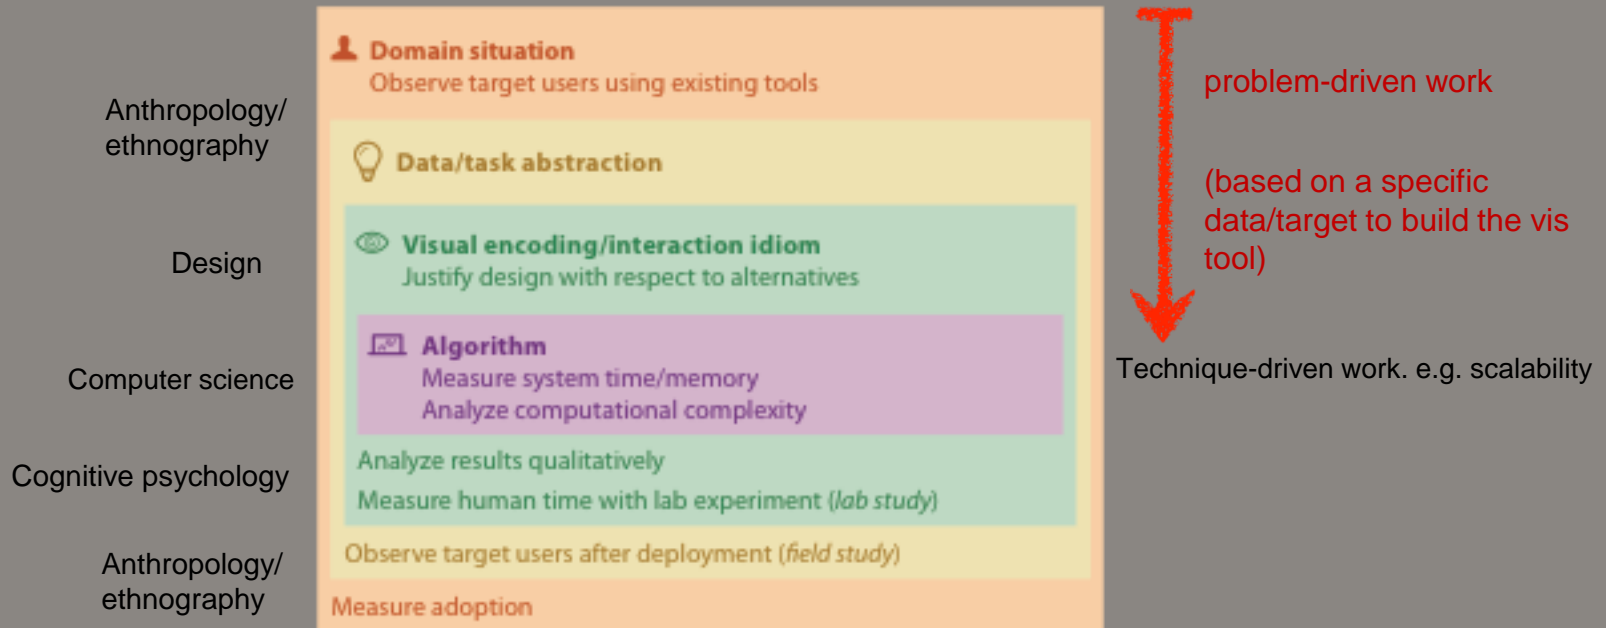 Domain situation
Observe target users using existing tools
problem-driven work
Anthropology/
ethnography
Data/task abstraction
(based on a specific
data/target to build the vis
tool)
Design
Visual encoding/interaction idiom
Justify design with respect to alternatives
Algorithm
Measure system time/memory
Analyze computational complexity
Computer science
Technique-driven work. e.g. scalability
Cognitive psychology
Analyze results qualitatively
Measure human time with lab experiment (lab study)
Observe target users after deployment (field study)
Anthropology/
ethnography
Measure adoption